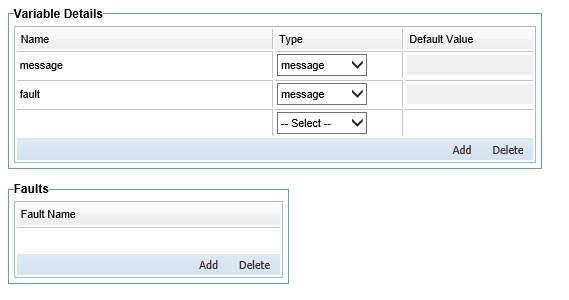 Variable Details
Name Type Default Value
message message
fault message
-- Select --
Add Delete
Faults
Fault Name
Add Delete